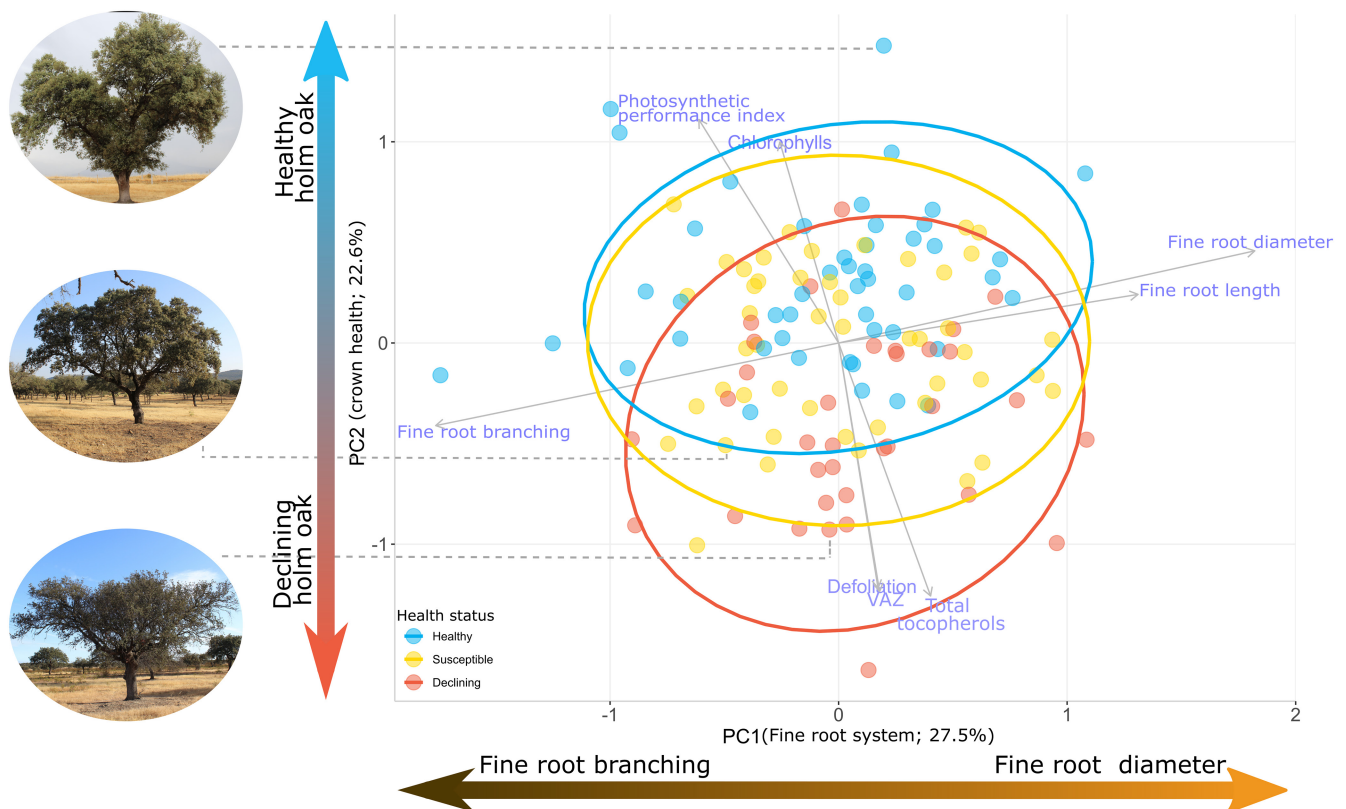 Healthy
holm oak
Declining
holm oak
PC2 (crown health; 22.6%)
1
0
-1
Photosynthetic
performance index
Chlorophylls
Fine root diameter
Fine root length
Fine root branching
Defoliation
VAZ
Total
tocopherols
Health status
Healthy
Susceptible
Declining
-1
0
1
2
PC1(Fine root system; 27.5%)
Fine root branching
Fine root  diameter